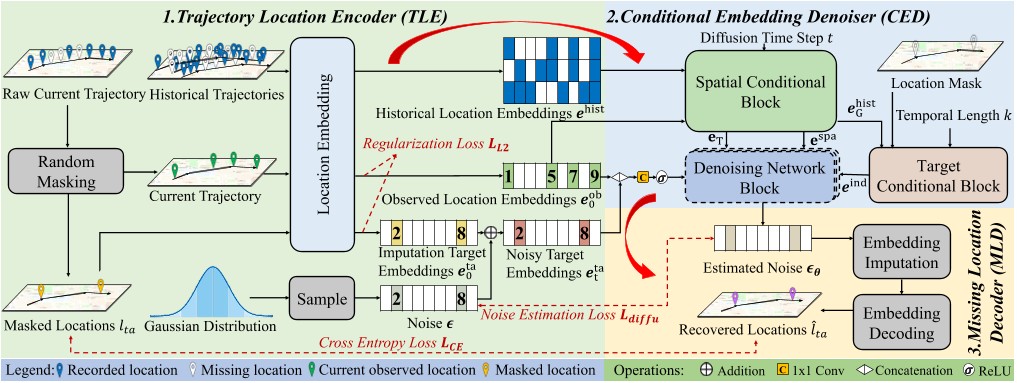 1.Trajectory Location Encoder (TLE)
2.Conditional Embedding Denoiser (CED)
Raw Current Trajectory
Historical Trajectories
Random
Masking
Current Trajectory
Location Embedding
Masked Locations l_ta
Gaussian Distribution
Sample
Historical Location Embeddings e^hist
Regularization Loss L_L2
1 5 7 9
Observed Location Embeddings e_0^ob
2 8
Imputation Target
Embeddings e_0^ta
2 8
Noisy Target
Embeddings e_t^ta
2 8
Noise ϵ
Noise Estimation Loss L_diffu
Cross Entropy Loss L_CE
Diffusion Time Step t
Spatial Conditional
Block
e_T
e^spa
e_G^hist
Location Mask
Temporal Length k
C
σ
Denoising Network
Block
e^ind
Target
Conditional Block
Estimated Noise ϵ_θ
Embedding
Imputation
Embedding
Decoding
Recovered Locations l̂_ta
3.Missing Location
Decoder (MLD)
Legend: Recorded location Missing location Current observed location Masked location
Operations: Addition C 1x1 Conv Concatenation σ ReLU